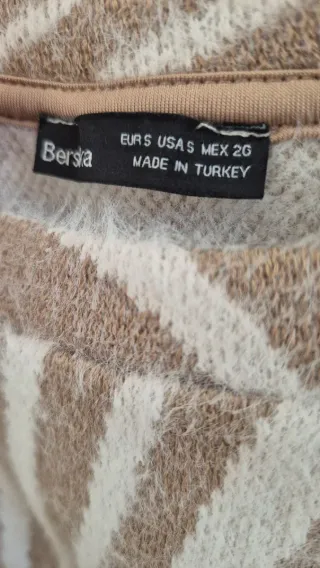 Bershka
EUR S USA S MEX 26
MADE IN TURKEY